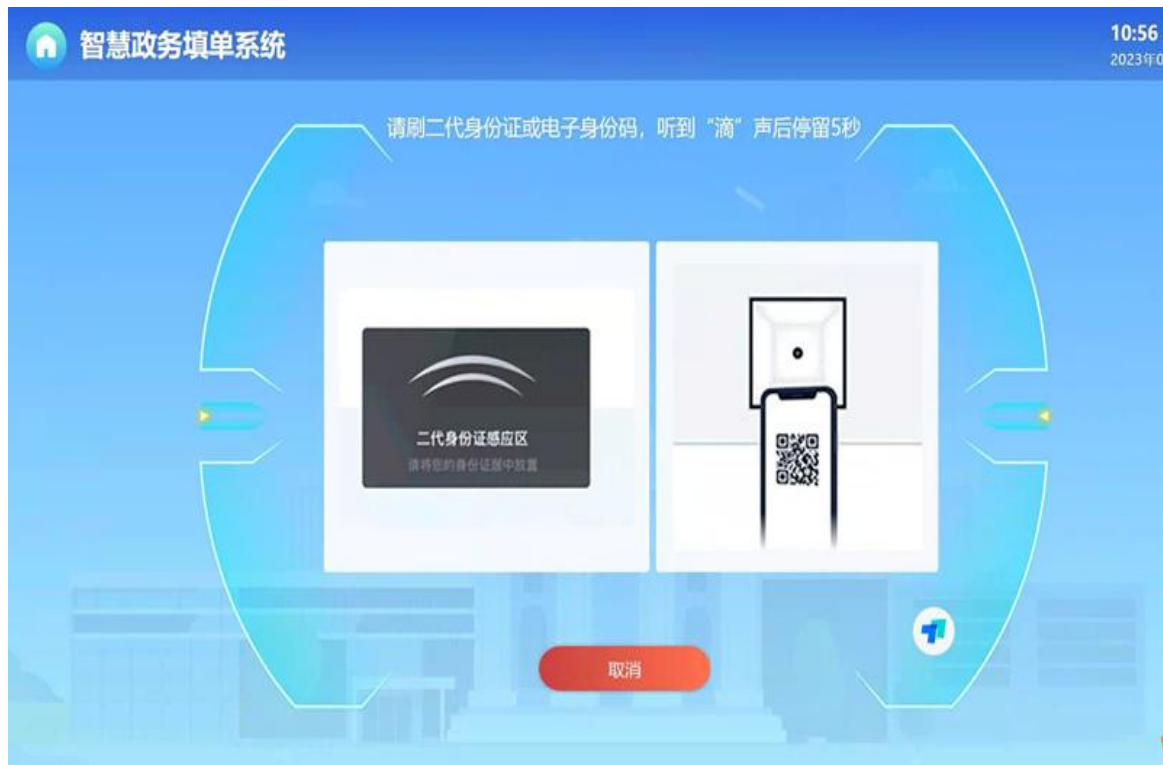 智慧政务填单系统
10:56
2023年0
请刷二代身份证或电子身份码，听到“滴”声后停留5秒
二代身份证感应区
请将您的身份证居中放置
取消